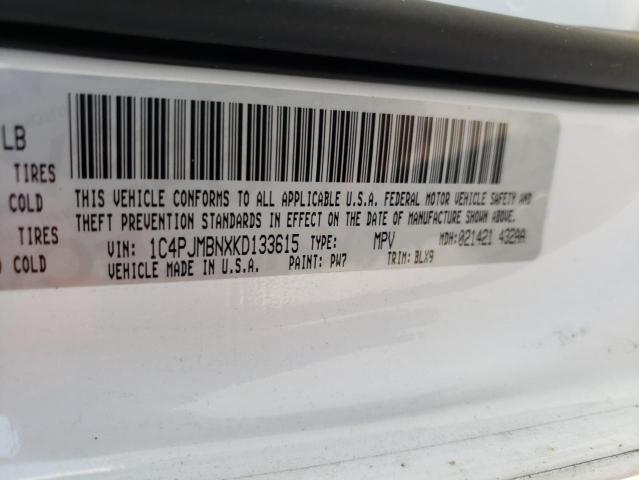 LB
TIRES
COLD
TIRES
COLD
THIS VEHICLE CONFORMS TO ALL APPLICABLE U.S.A. FEDERAL MOTOR VEHICLE SAFETY AND
THEFT PREVENTION STANDARDS IN EFFECT ON THE DATE OF MANUFACTURE SHOWN ABOVE.
VIN: 1C4PJMBNXKD133615 TYPE: MPV MDH:021421 432AA
VEHICLE MADE IN U.S.A. PAINT: PW7 TRIM: BLX9